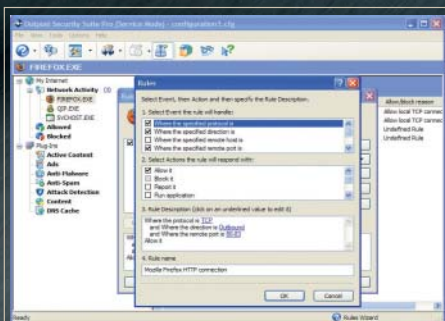 Outpost Security Suite Pro (Service Mode) - configuration1.cfg
File View Tools Options Help
FIREFOX.EXE
My Internet
Network Activity (3)
FIREFOX.EXE
QIP.EXE
SVCHOST.EXE
Allowed
Blocked
Plug-Ins
Active Content
Ads
Anti-Malware
Anti-Spam
Attack Detection
Content
DNS Cache
Rules
Select Event, then Action and then specify the Rule Description.
1. Select Event the rule will handle:
Where the specified protocol is
Where the specified direction is
Where the specified remote host is
Where the specified remote port is
2. Select Actions the rule will respond with:
Allow it
Block it
Report it
Run application
3. Rule Description (click on an underlined value to edit it)
Where the protocol is TCP
and Where the direction is Outbound
and Where the remote port is 80-83
Allow it
4. Rule name
Mozilla Firefox HTTP connection
OK Cancel
Allow/Block reason
Allow local TCP connec
Allow local TCP connec
Undefined Rule
Undefined Rule
Ready
Rules Wizard